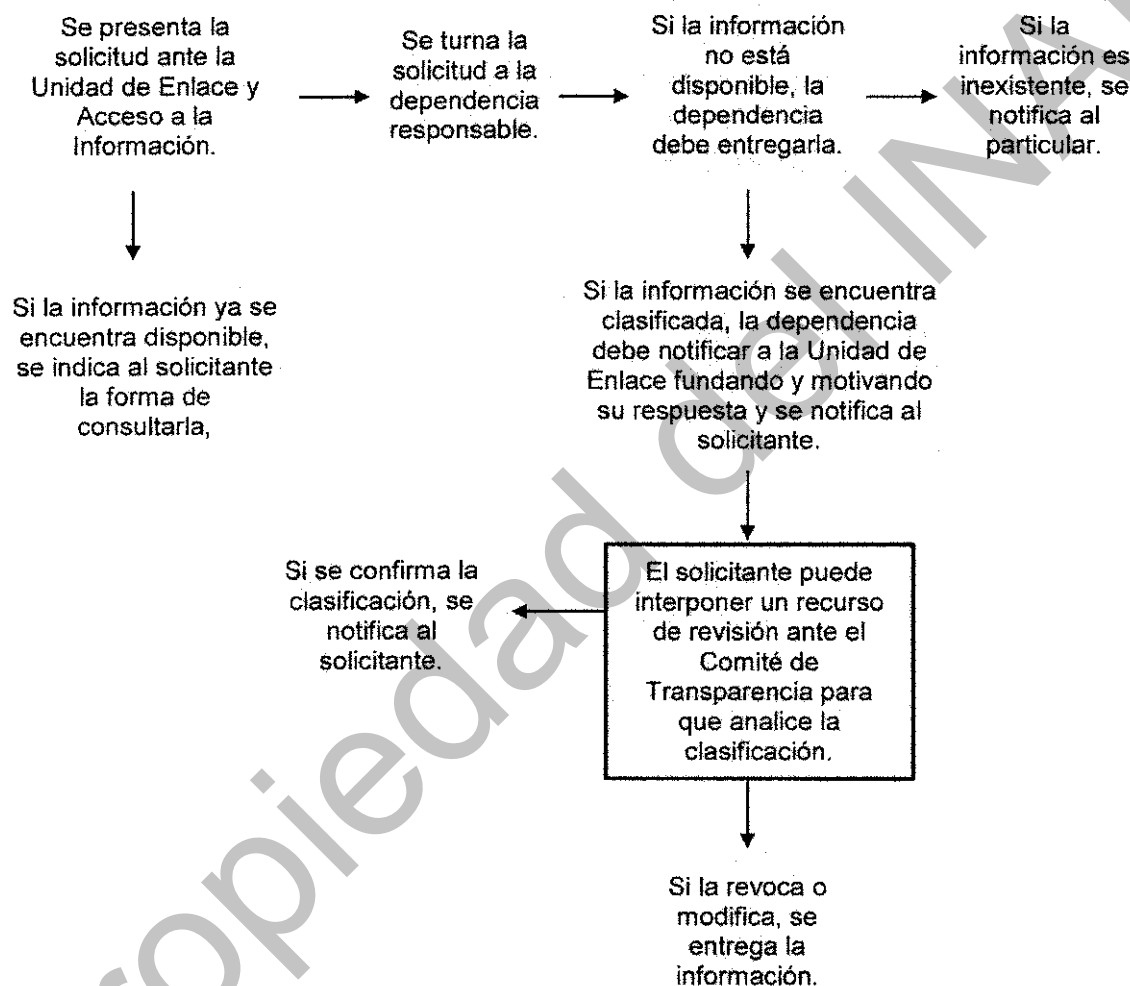 Se presenta la
solicitud ante la
Unidad de Enlace y
Acceso a la
Información.
Se turna la
solicitud a la
dependencia
responsable.
Si la información
no está
disponible, la
dependencia
debe entregarla.
Si la
información es
inexistente, se
notifica al
particular.
Si la información ya se
encuentra disponible,
se indica al solicitante
la forma de
consultarla,
Si la información se encuentra
clasificada, la dependencia
debe notificar a la Unidad de
Enlace fundando y motivando
su respuesta y se notifica al
solicitante.
Si se confirma la
clasificación, se
notifica al
solicitante.
El solicitante puede
interponer un recurso
de revisión ante el
Comité de
Transparencia para
que analice la
clasificación.
Si la revoca o
modifica, se
entrega la
información.
ropiedad del INA